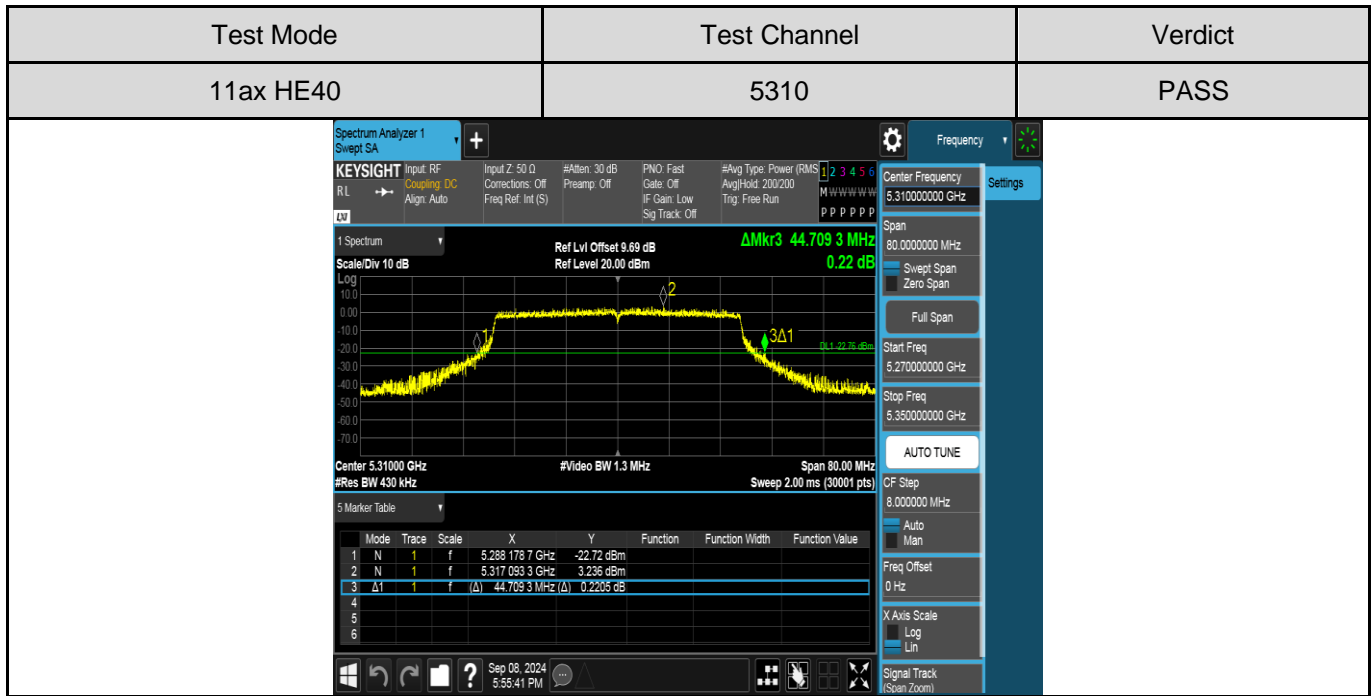 Test Mode Test Channel Verdict
11ax HE40 5310 PASS
Spectrum Analyzer 1
Swept SA
+
Frequency
KEYSIGHT
RL
LXI
Input: RF
Coupling: DC
Align: Auto
Input Z: 50 Ω
Corrections: Off
Freq Ref: Int (S)
#Atten: 30 dB
Preamp: Off
PNO: Fast
Gate: Off
IF Gain: Low
Sig Track: Off
#Avg Type: Power (RMS
Avg|Hold: 200/200
Trig: Free Run
1 2 3 4 5 6
M W W W W W
P P P P P P
1 Spectrum
Scale/Div 10 dB
Ref Lvl Offset 9.69 dB
Ref Level 20.00 dBm
ΔMkr3 44.709 3 MHz
0.22 dB
Log
10.0
0.00
-10.0
-20.0
-30.0
-40.0
-50.0
-60.0
-70.0
1
2
3Δ1
DL1 -22.76 dBm
Center 5.31000 GHz #Video BW 1.3 MHz Span 80.00 MHz
#Res BW 430 kHz Sweep 2.00 ms (30001 pts)
5 Marker Table
Mode Trace Scale X Y Function Function Width Function Value
1 N 1 f 5.288 178 7 GHz -22.72 dBm
2 N 1 f 5.317 093 3 GHz 3.236 dBm
3 Δ1 1 f (Δ) 44.709 3 MHz (Δ) 0.2205 dB
4
5
6
?
Sep 08, 2024
5:55:41 PM
Center Frequency
5.310000000 GHz
Settings
Span
80.0000000 MHz
Swept Span
Zero Span
Full Span
Start Freq
5.270000000 GHz
Stop Freq
5.350000000 GHz
AUTO TUNE
CF Step
8.000000 MHz
Auto
Man
Freq Offset
0 Hz
X Axis Scale
Log
Lin
Signal Track
(Span Zoom)